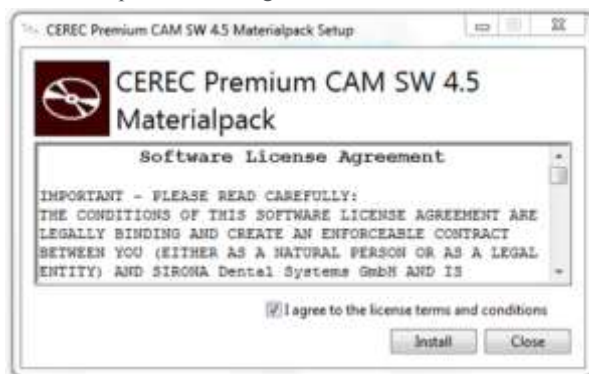 CEREC Premium CAM SW 4.5 Materialpack Setup
CEREC Premium CAM SW 4.5
Materialpack
Software License Agreement
IMPORTANT - PLEASE READ CAREFULLY:
THE CONDITIONS OF THIS SOFTWARE LICENSE AGREEMENT ARE
LEGALLY BINDING AND CREATE AN ENFORCEABLE CONTRACT
BETWEEN YOU (EITHER AS A NATURAL PERSON OR AS A LEGAL
ENTITY) AND SIRONA Dental Systems GmbH AND IS
I agree to the license terms and conditions
Install Close